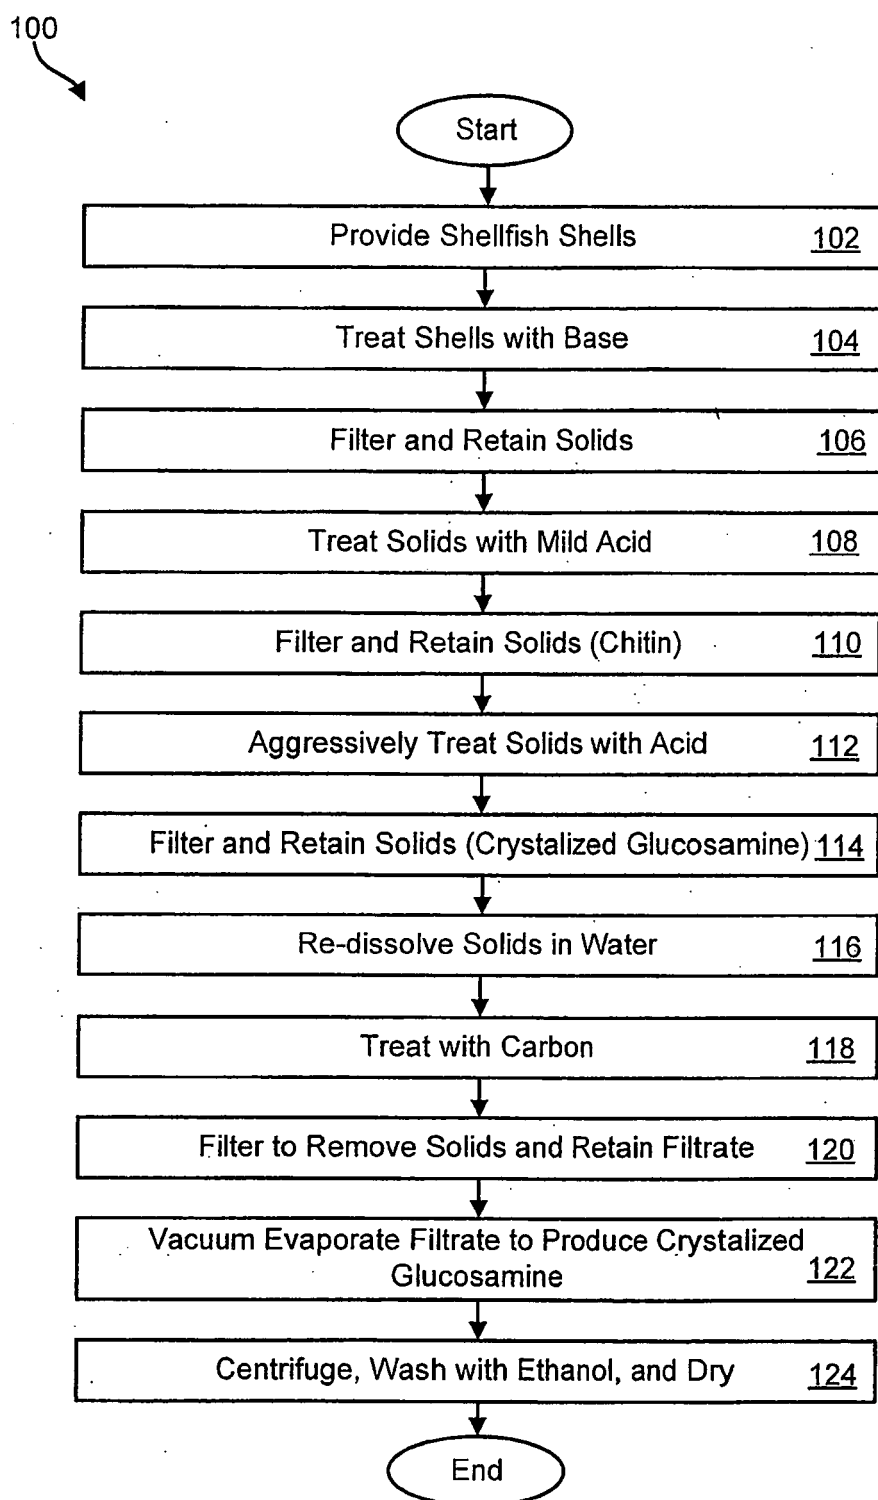 100
Start
Provide Shellfish Shells 102
Treat Shells with Base 104
Filter and Retain Solids 106
Treat Solids with Mild Acid 108
Filter and Retain Solids (Chitin) 110
Aggressively Treat Solids with Acid 112
Filter and Retain Solids (Crystalized Glucosamine) 114
Re-dissolve Solids in Water 116
Treat with Carbon 118
Filter to Remove Solids and Retain Filtrate 120
Vacuum Evaporate Filtrate to Produce Crystalized
Glucosamine 122
Centrifuge, Wash with Ethanol, and Dry 124
End